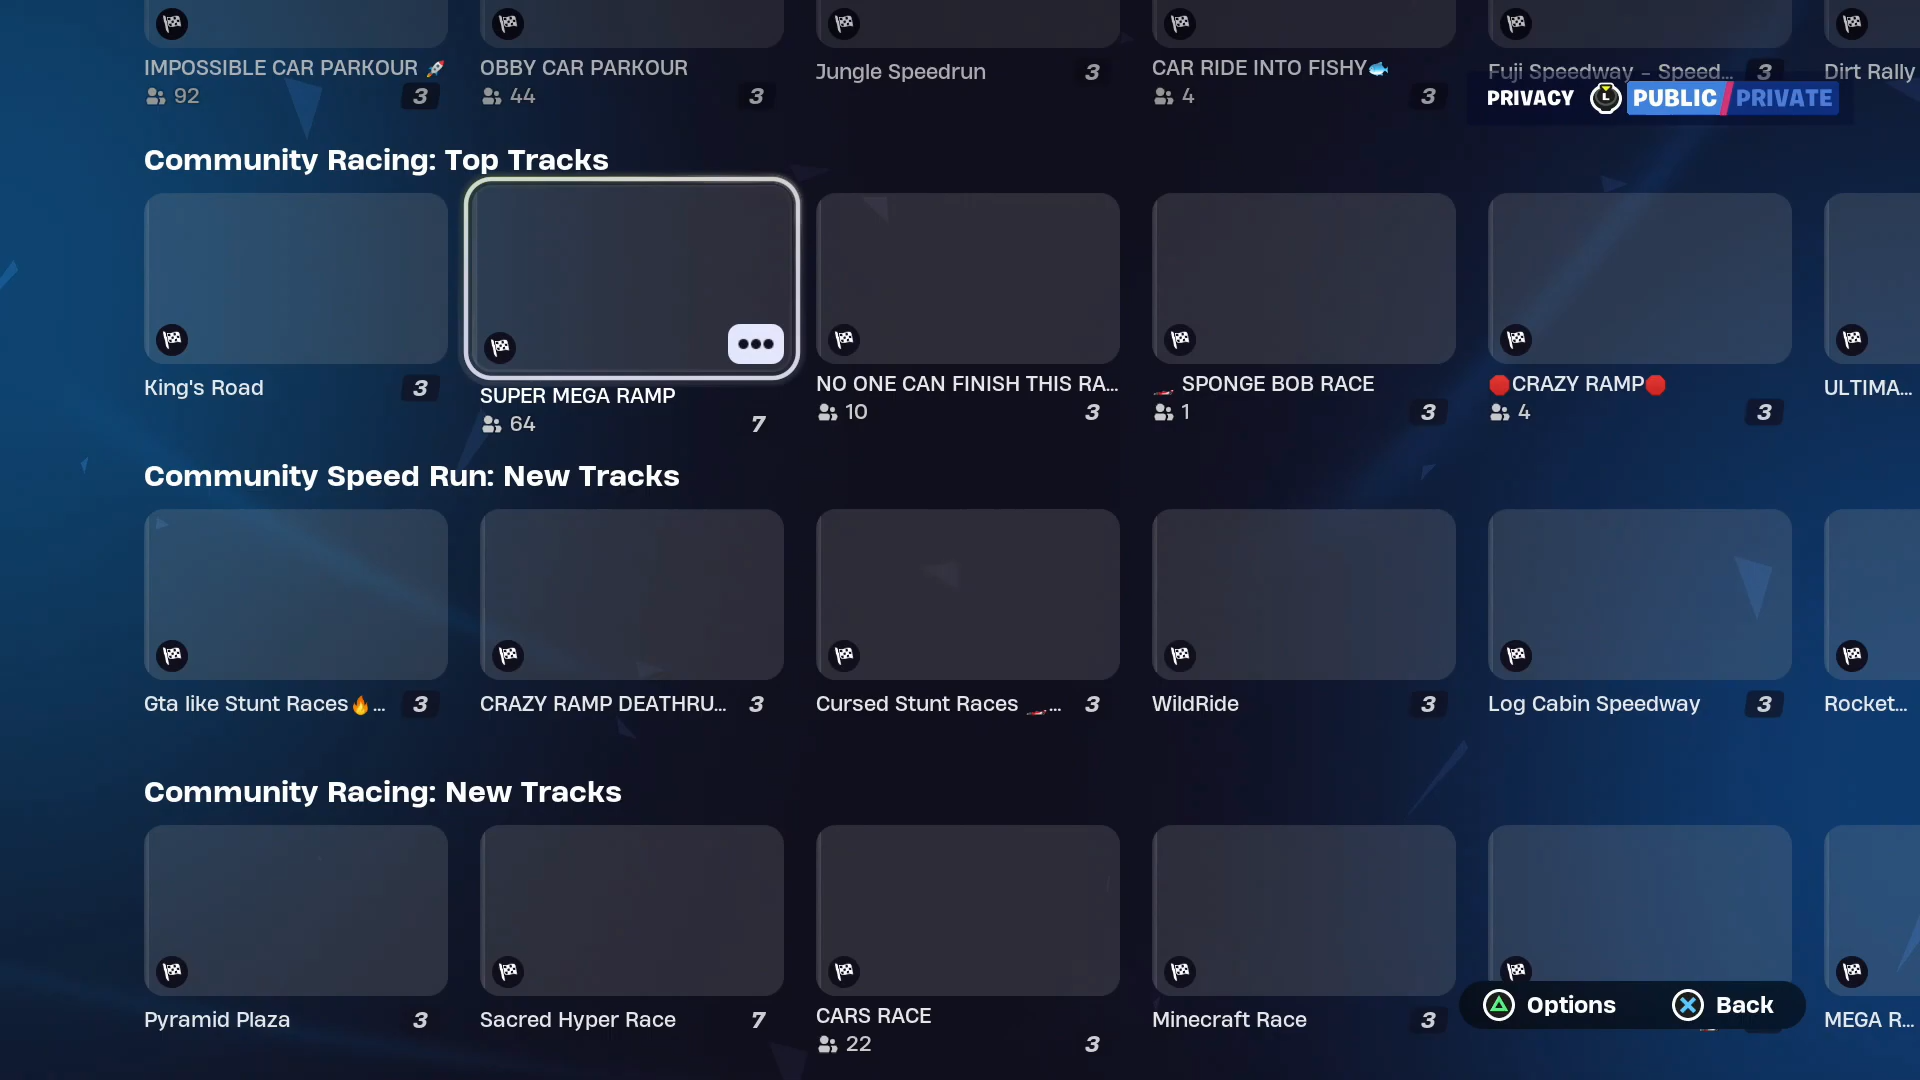 IMPOSSIBLE CAR PARKOUR 🚀
92
3
OBBY CAR PARKOUR
44
3
Jungle Speedrun
3
CAR RIDE INTO FISHY🐟
4
3
Fuji Speedway - Speed...
3
Dirt Rally
PRIVACY L PUBLIC / PRIVATE
Community Racing: Top Tracks
King's Road
3
SUPER MEGA RAMP
64
7
NO ONE CAN FINISH THIS RA...
10
3
🏎️ SPONGE BOB RACE
1
3
🛑CRAZY RAMP🛑
4
3
ULTIMA...
Community Speed Run: New Tracks
Gta like Stunt Races🔥...
3
CRAZY RAMP DEATHRU...
3
Cursed Stunt Races 🏎️...
3
WildRide
3
Log Cabin Speedway
3
Rocket...
Community Racing: New Tracks
Pyramid Plaza
3
Sacred Hyper Race
7
CARS RACE
22
3
Minecraft Race
3
MEGA R...
Options
Back